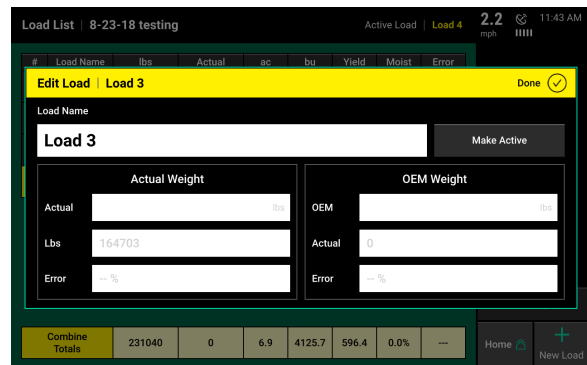 Load List | 8-23-18 testing
Active Load | Load 4
2.2
mph
11:43 AM
# Load Name lbs Actual ac bu Yield Moist Error
Edit Load | Load 3
Done
Load Name
Load 3
Make Active
Actual Weight
OEM Weight
Actual lbs
OEM lbs
Lbs 164703
Actual 0
Error -- %
Error -- %
Combine
Totals
231040 0 6.9 4125.7 596.4 0.0% ---
Home
New Load